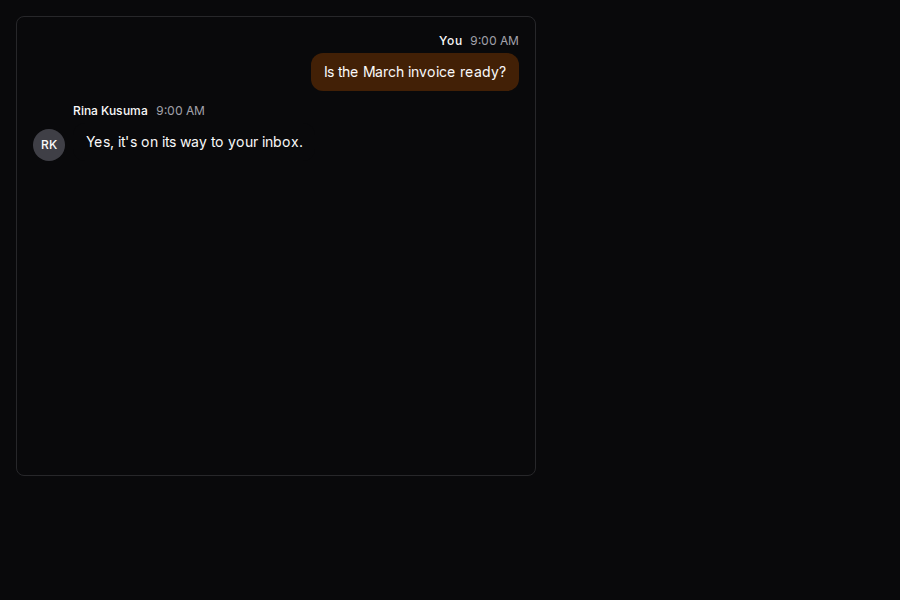 You 9:00 AM
Is the March invoice ready?
Rina Kusuma 9:00 AM
RK
Yes, it's on its way to your inbox.